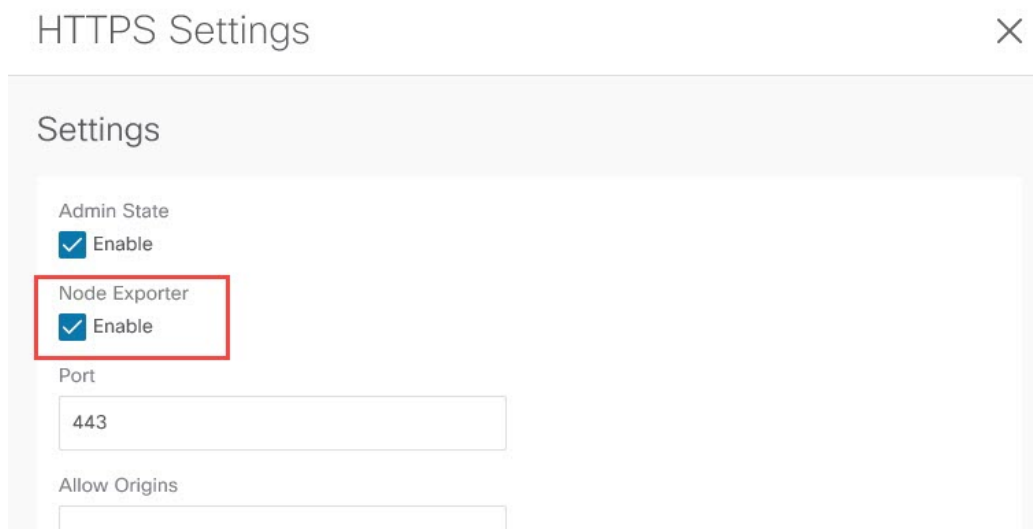 HTTPS Settings
Settings
Admin State
Enable
Node Exporter
Enable
Port
443
Allow Origins